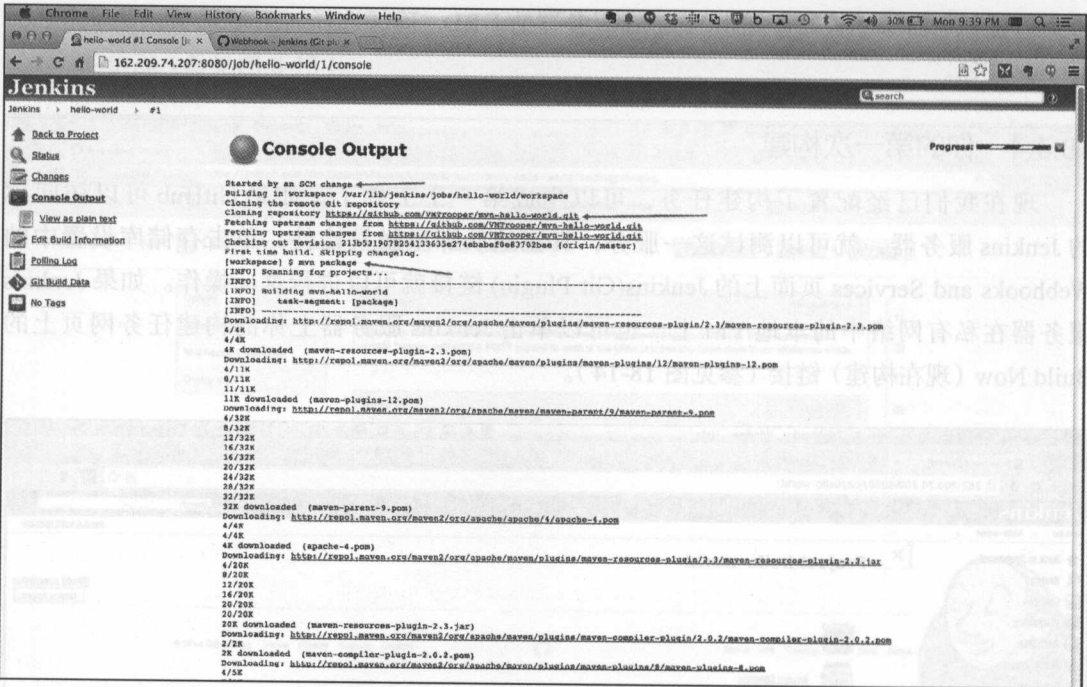 Chrome File Edit View History Bookmarks Window Help
30% Mon 9:39 PM
hello-world #1 Console [Je
Webhook - Jenkins (Git plu
162.209.74.207:8080/job/hello-world/1/console
Jenkins
search
Jenkins hello-world #1
Back to Project
Status
Changes
Console Output
View as plain text
Edit Build Information
Polling Log
Git Build Data
No Tags
Console Output
Progress:
Started by an SCM change
Building in workspace /var/lib/jenkins/jobs/hello-world/workspace
Cloning the remote Git repository
Cloning repository https://github.com/VMTrooper/mvn-hello-world.git
Fetching upstream changes from https://github.com/VMTrooper/mvn-hello-world.git
Fetching upstream changes from https://github.com/VMTrooper/mvn-hello-world.git
Checking out Revision (origin/master)
First time build. Skipping changelog.
[workspace] $ mvn package
[INFO] Scanning for projects...
[INFO] ------------------------------------------------------------------------
[INFO] Building mvn-hello-world
[INFO]    task-segment: [package]
[INFO] ------------------------------------------------------------------------
Downloading: http://repo1.maven.org/maven2/org/apache/maven/plugins/maven-resources-plugin/2.3/maven-resources-plugin-2.3.pom
4/4K
4/4K
4K downloaded  (maven-resources-plugin-2.3.pom)
Downloading: http://repo1.maven.org/maven2/org/apache/maven/plugins/maven-plugins/12/maven-plugins-12.pom
4/11K
8/11K
11/11K
11K downloaded  (maven-plugins-12.pom)
Downloading: http://repo1.maven.org/maven2/org/apache/maven/maven-parent/9/maven-parent-9.pom
4/32K
8/32K
12/32K
16/32K
16/32K
20/32K
24/32K
28/32K
32/32K
32K downloaded  (maven-parent-9.pom)
Downloading: http://repo1.maven.org/maven2/org/apache/apache/4/apache-4.pom
4/4K
4/4K
4K downloaded  (apache-4.pom)
Downloading: http://repo1.maven.org/maven2/org/apache/maven/plugins/maven-resources-plugin/2.3/maven-resources-plugin-2.3.jar
4/20K
8/20K
12/20K
16/20K
20/20K
20/20K
20K downloaded  (maven-resources-plugin-2.3.jar)
Downloading: http://repo1.maven.org/maven2/org/apache/maven/plugins/maven-compiler-plugin/2.0.2/maven-compiler-plugin-2.0.2.pom
2/2K
2K downloaded  (maven-compiler-plugin-2.0.2.pom)
Downloading: http://repo1.maven.org/maven2/org/apache/maven/plugins/maven-plugins/8/maven-plugins-8.pom
4/5K